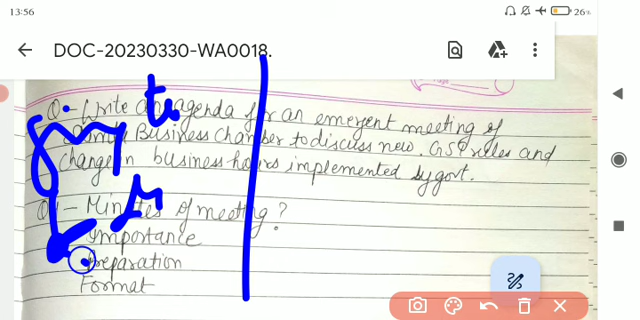 13:56
26%
DOC-20230330-WA0018.
Q:- Write agenda for an emergent meeting of
Business Chamber to discuss new GST rules and
change in business hours implemented by govt.
Q:- Minutes of meeting?
Importance
Preparation
Format